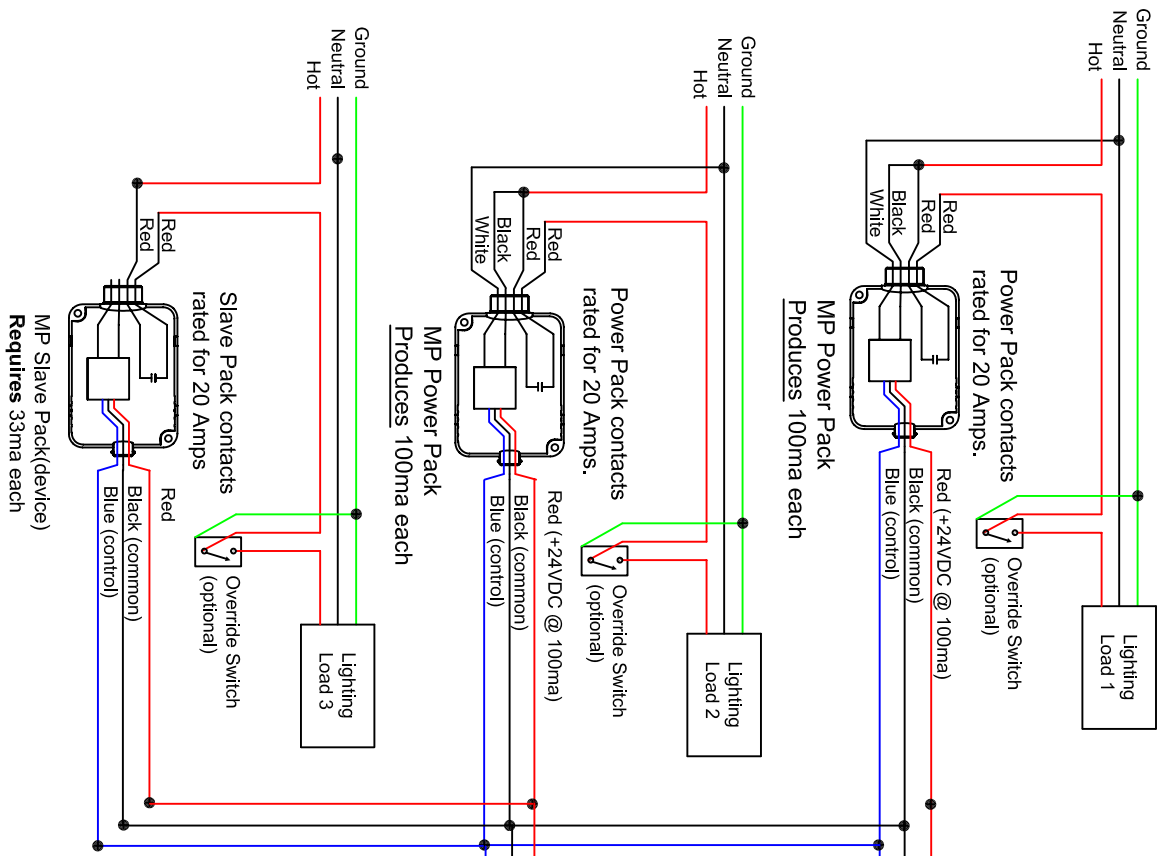 Ground
Neutral
Hot
White
Black
Red
Red
Power Pack contacts
rated for 20 Amps.
MP Power Pack
Produces 100ma each
Red (+24VDC @ 100ma)
Black (common)
Blue (control)
Override Switch
(optional)
Lighting
Load 1
Ground
Neutral
Hot
White
Black
Red
Red
Power Pack contacts
rated for 20 Amps.
MP Power Pack
Produces 100ma each
Red (+24VDC @ 100ma)
Black (common)
Blue (control)
Override Switch
(optional)
Lighting
Load 2
Ground
Neutral
Hot
Red
Red
Slave Pack contacts
rated for 20 Amps
MP Slave Pack(device)
Requires 33ma each
Red
Black (common)
Blue (control)
Override Switch
(optional)
Lighting
Load 3